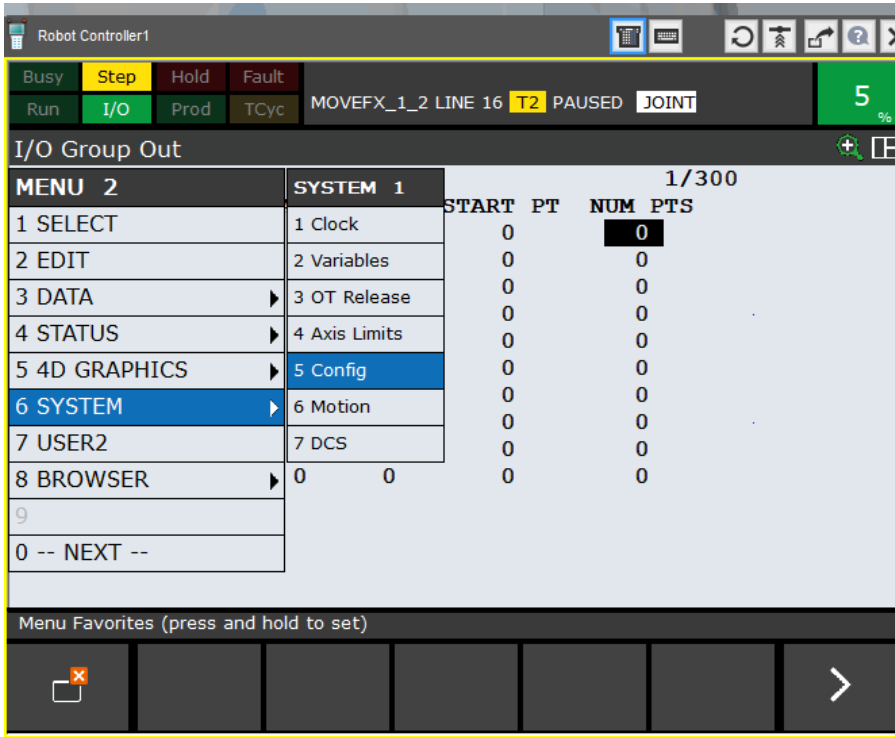 Robot Controller1
Busy Step Hold Fault
Run I/O Prod TCyc
MOVEFX_1_2 LINE 16 T2 PAUSED JOINT
5
%
I/O Group Out
MENU 2
1 SELECT
2 EDIT
3 DATA
4 STATUS
5 4D GRAPHICS
6 SYSTEM
7 USER2
8 BROWSER
9
0 -- NEXT --
SYSTEM 1
1 Clock
2 Variables
3 OT Release
4 Axis Limits
5 Config
6 Motion
7 DCS
1/300
START PT NUM PTS
0 0
0 0
0 0
0 0
0 0
0 0
0 0
0 0
0 0
0 0 0 0
Menu Favorites (press and hold to set)